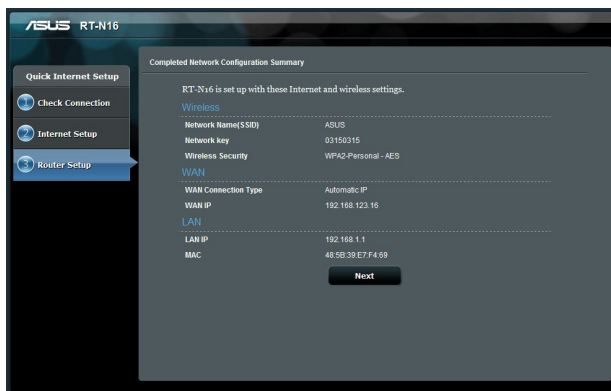 ASUS RT-N16
Quick Internet Setup
1 Check Connection
2 Internet Setup
3 Router Setup
Completed Network Configuration Summary
RT-N16 is set up with these Internet and wireless settings.
Wireless
Network Name(SSID) ASUS
Network key 03150315
Wireless Security WPA2-Personal - AES
WAN
WAN Connection Type Automatic IP
WAN IP 192.168.123.16
LAN
LAN IP 192.168.1.1
MAC 48:5B:39:E7:F4:69
Next